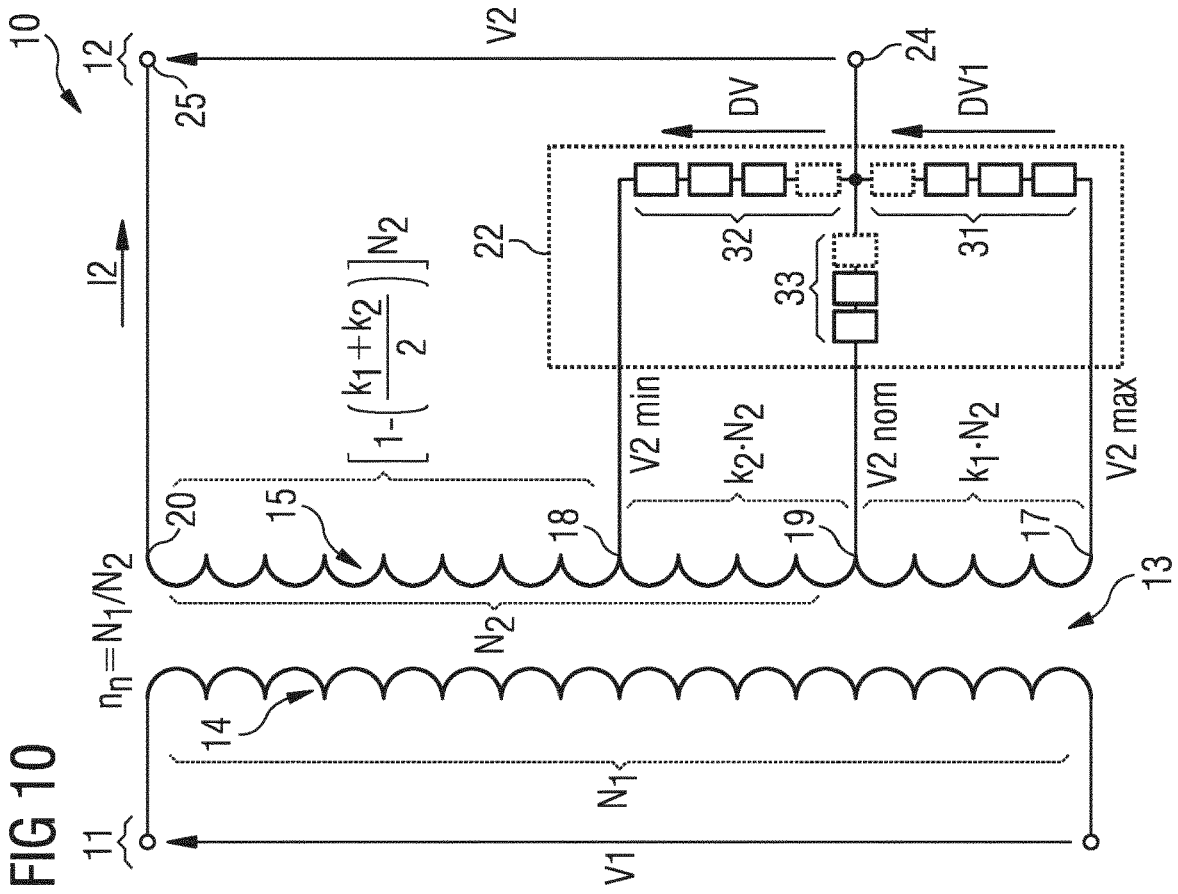 FIG 10
10
11
12
V1
N₁
14
nₙ=N₁/N₂
N₂
13
15
20
18
19
17
[1-(k₁+k₂/2)]N₂
k₂·N₂
k₁·N₂
V2 min
V2 nom
V2 max
I2
22
32
33
31
DV
DV1
V2
25
24